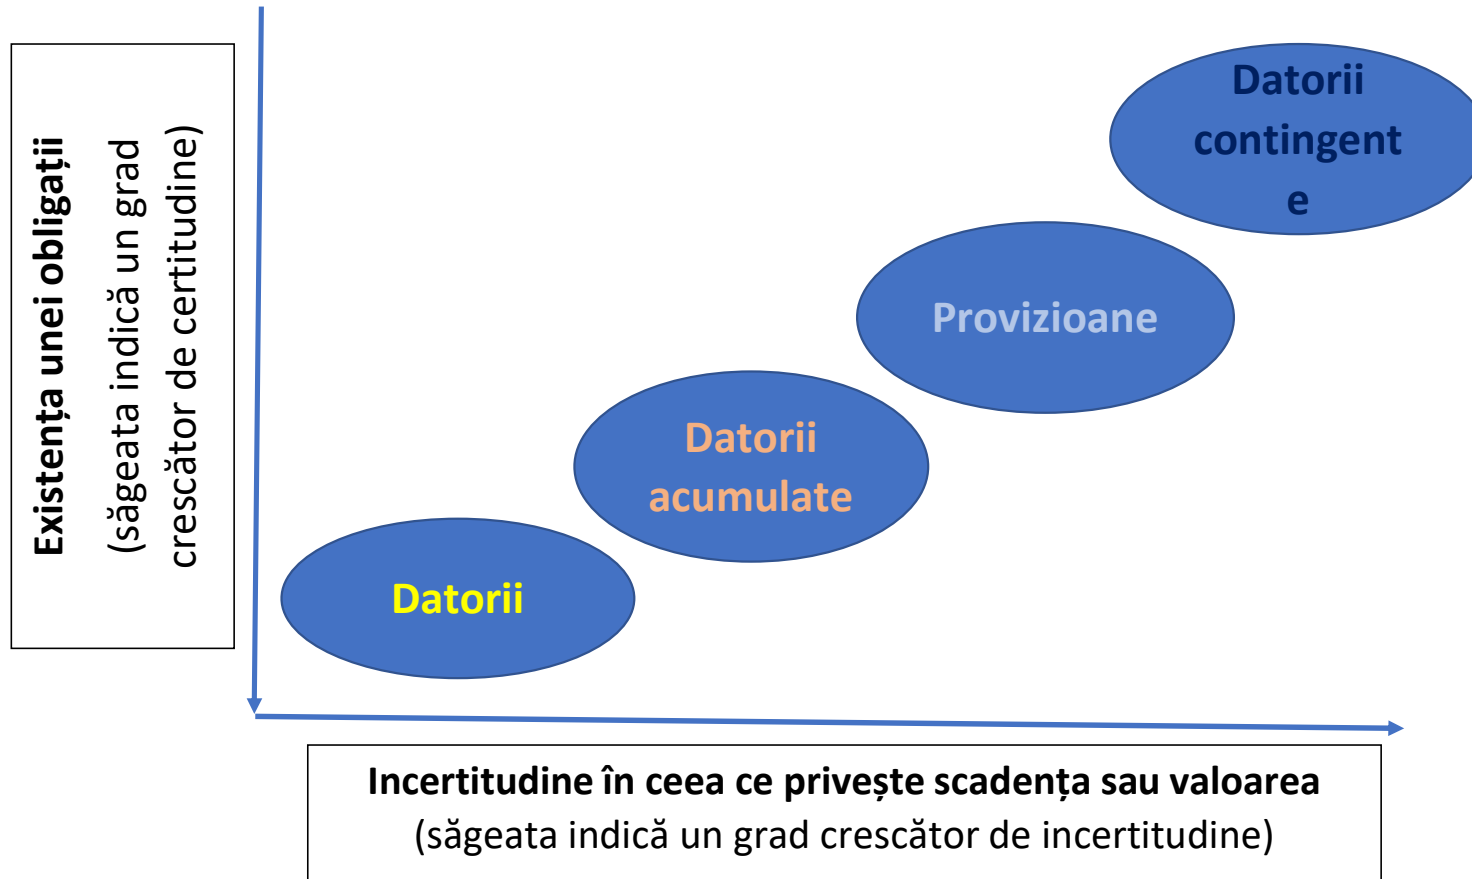 Existența unei obligații
(săgeata indică un grad
crescător de certitudine)
Datorii
contingent
e
Provizioane
Datorii
acumulate
Datorii
Incertitudine în ceea ce privește scadența sau valoarea
(săgeata indică un grad crescător de incertitudine)